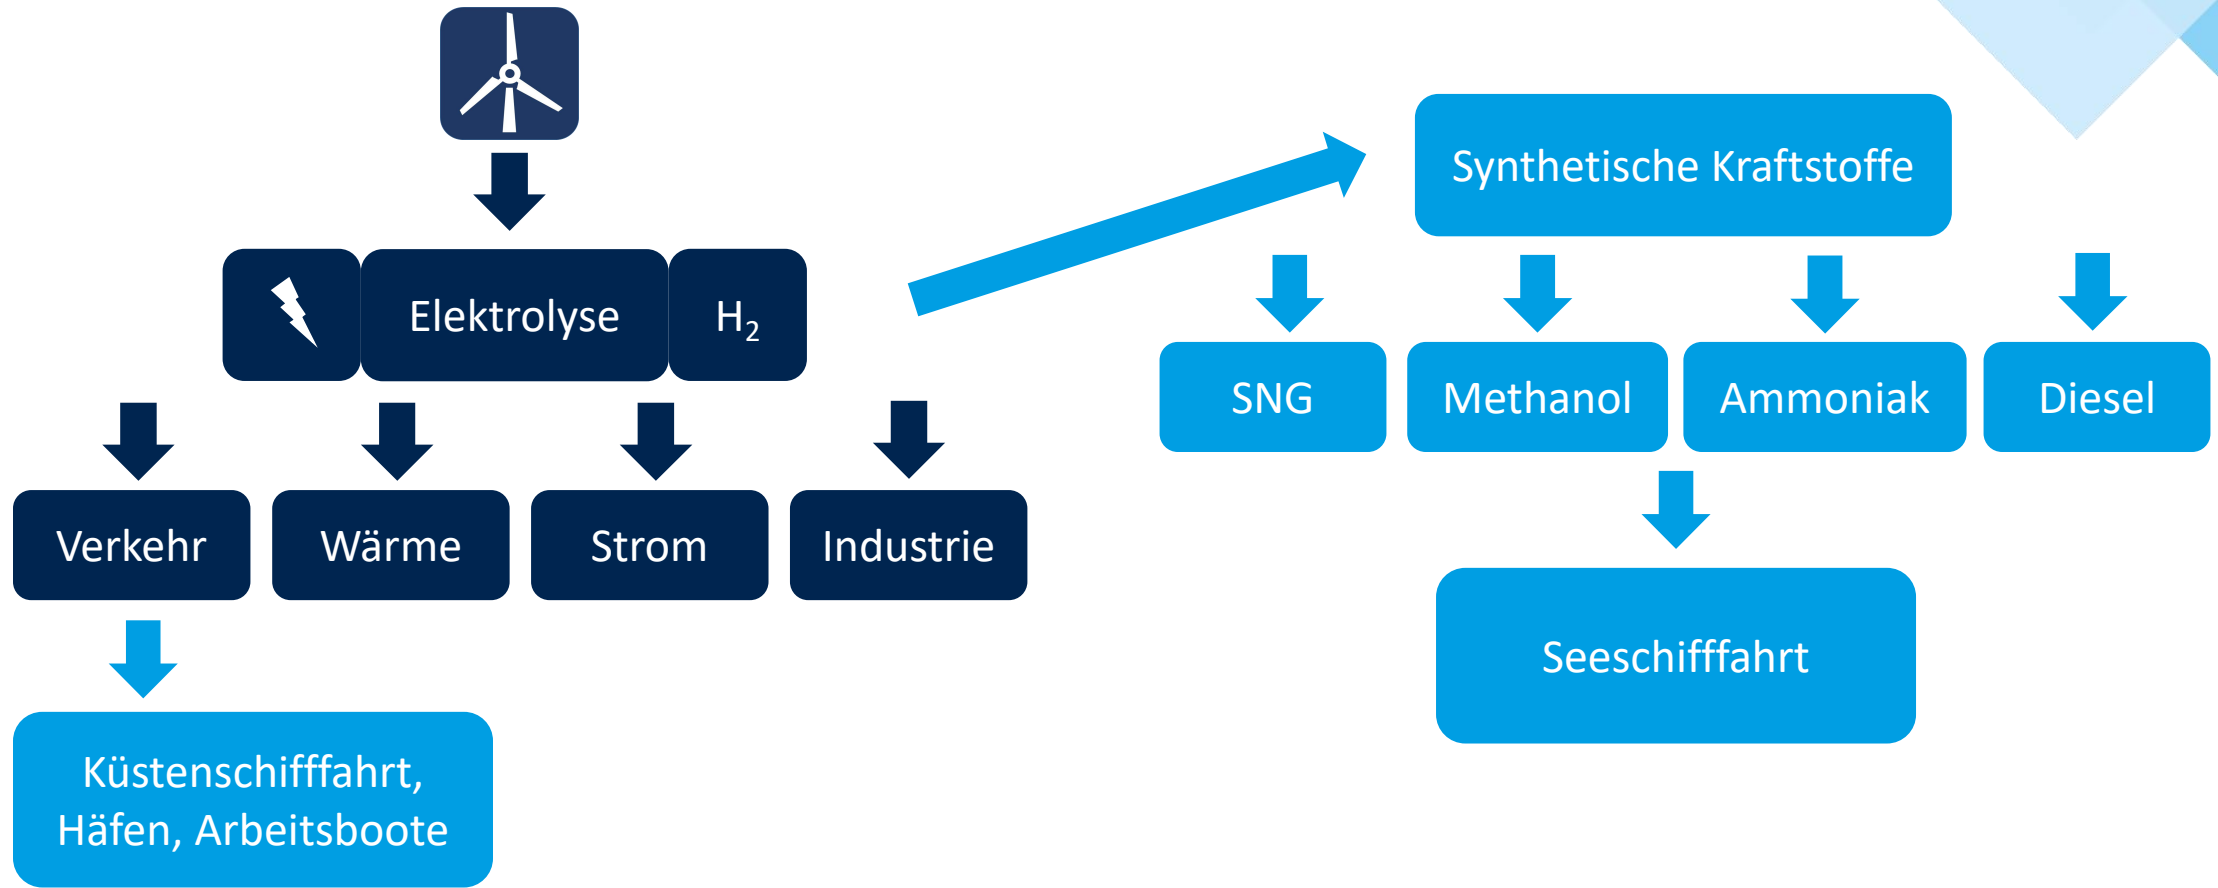 Synthetische Kraftstoffe
Elektrolyse
H₂
SNG
Methanol
Ammoniak
Diesel
Verkehr
Wärme
Strom
Industrie
Seeschifffahrt
Küstenschifffahrt,
Häfen, Arbeitsboote